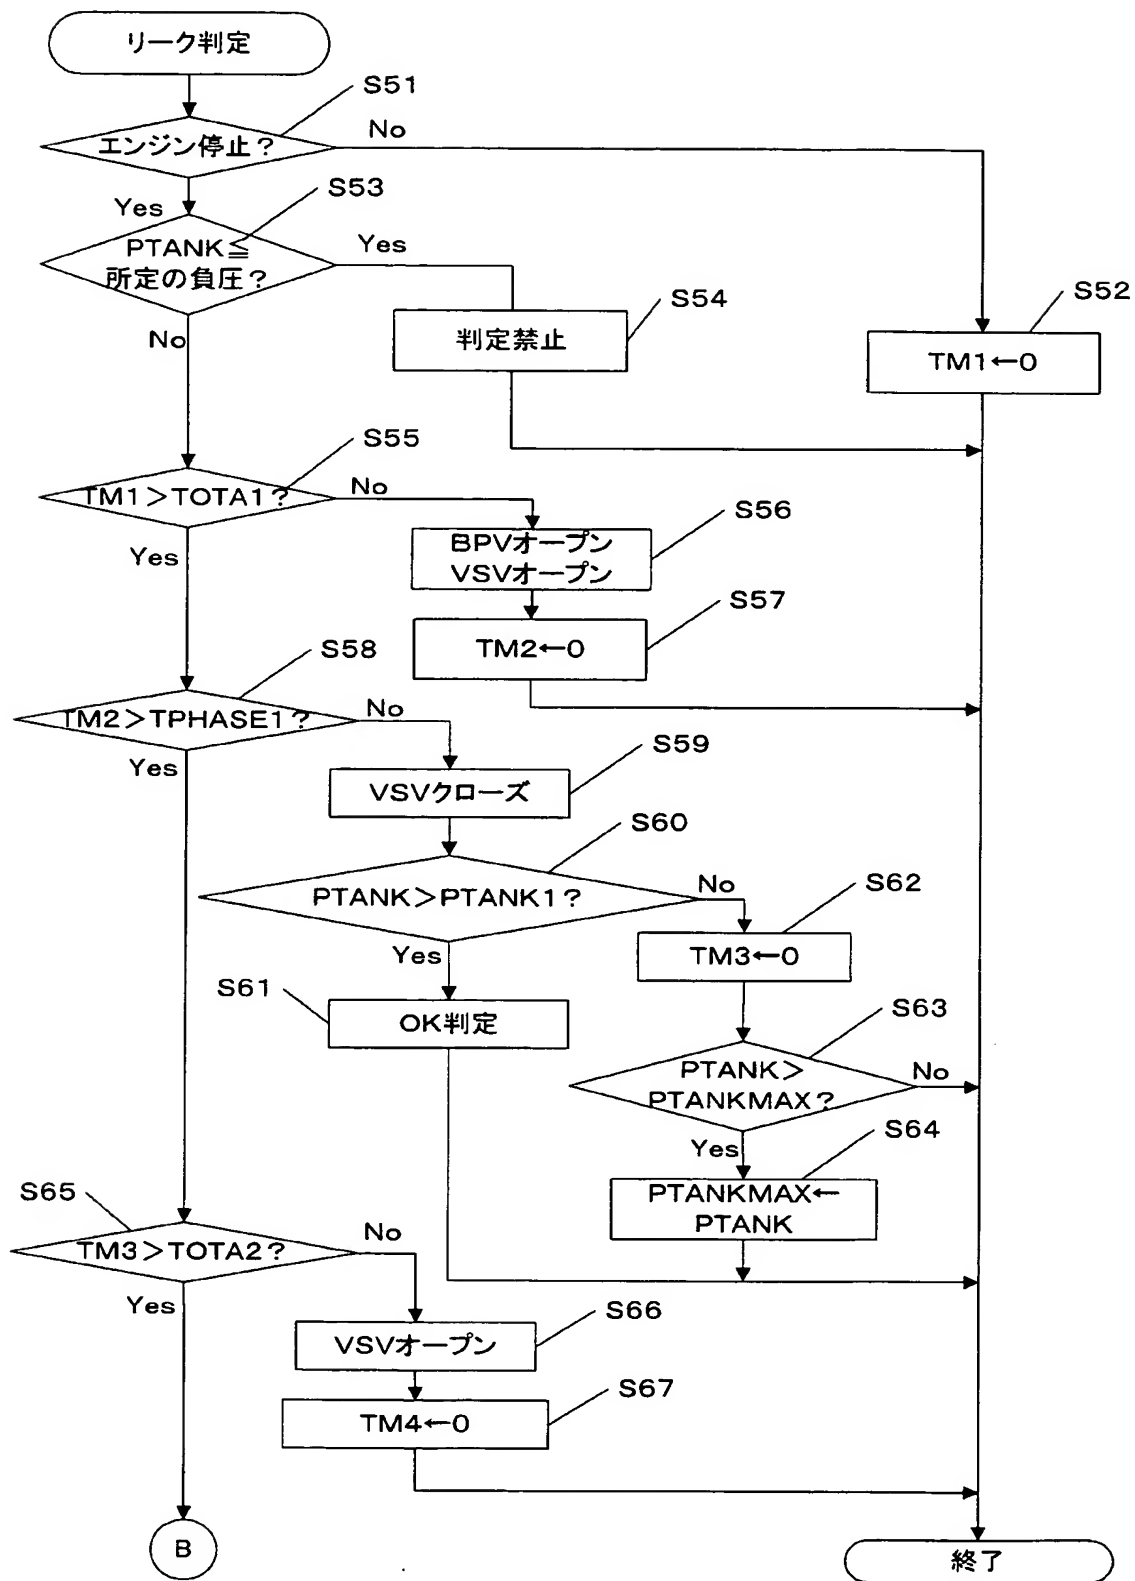 リーク判定
S51
エンジン停止?
No
S53
Yes
PTANK≦
所定の負圧?
Yes
S54
判定禁止
S52
TM1←0
No
S55
TM1>TOTA1?
No
S56
BPVオープン
VSVオープン
Yes
S57
TM2←0
S58
TM2>TPHASE1?
No
Yes
S59
VSVクローズ
S60
PTANK>PTANK1?
No
S62
TM3←0
Yes
S61
OK判定
S63
PTANK>
PTANKMAX?
No
Yes
S64
PTANKMAX←
PTANK
S65
TM3>TOTA2?
No
Yes
S66
VSVオープン
S67
TM4←0
B
終了